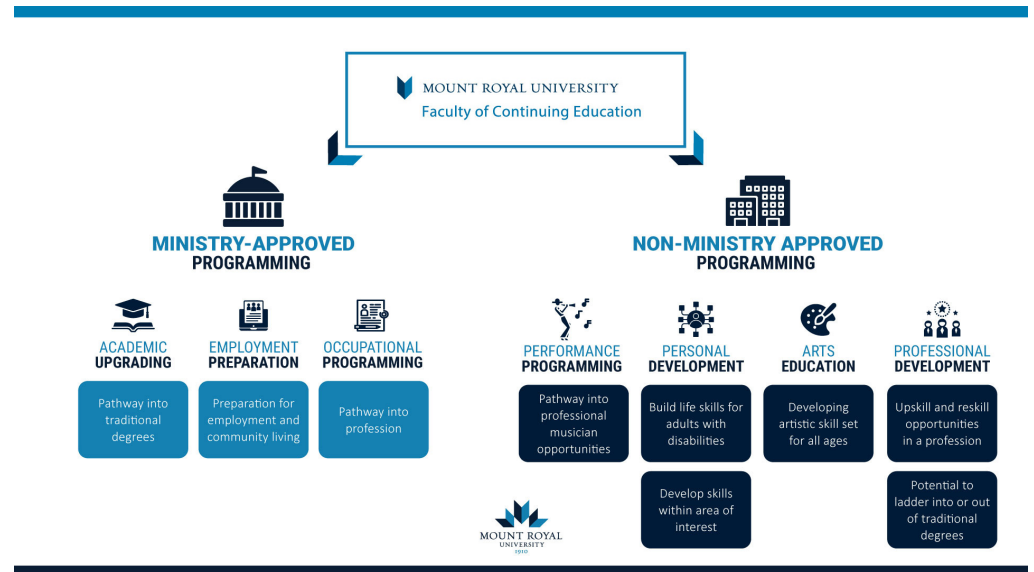 MOUNT ROYAL UNIVERSITY
Faculty of Continuing Education
MINISTRY-APPROVED
PROGRAMMING
ACADEMIC
UPGRADING
Pathway into
traditional
degrees
EMPLOYMENT
PREPARATION
Preparation for
employment and
community living
OCCUPATIONAL
PROGRAMMING
Pathway into
profession
NON-MINISTRY APPROVED
PROGRAMMING
PERFORMANCE
PROGRAMMING
Pathway into
professional
musician
opportunities
PERSONAL
DEVELOPMENT
Build life skills for
adults with
disabilities
Develop skills
within area of
interest
ARTS
EDUCATION
Developing
artistic skill set
for all ages
PROFESSIONAL
DEVELOPMENT
Upskill and reskill
opportunities
in a profession
Potential to
ladder into or out
of traditional
degrees
MOUNT ROYAL
UNIVERSITY
1910